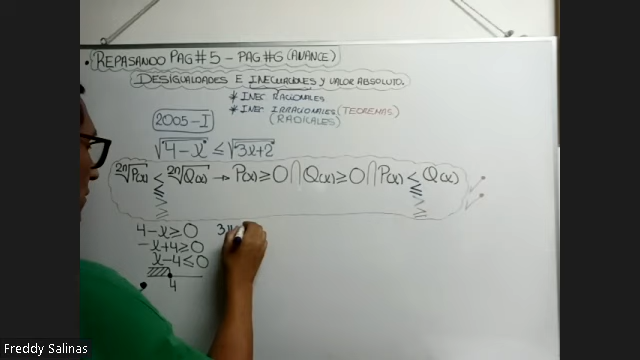 • REPASANDO PAG#5 - PAG#6 (AVANCE)
DESIGUALDADES E INECUACIONES Y VALOR ABSOLUTO.
* INEC RACIONALES
* INEC IRRACIONALES (TEOREMAS)
(RADICALES)
2005-I
√4-x ≤ √3x+2
²ⁿ√P(x) < ²ⁿ√Q(x) → P(x) ≥ 0 ∩ Q(x) ≥ 0 ∩ P(x) < Q(x)
≤ ≤
> >
≥ ≥
4-x ≥ 0 3x
-x+4 ≥ 0
x-4 ≤ 0
4
Freddy Salinas